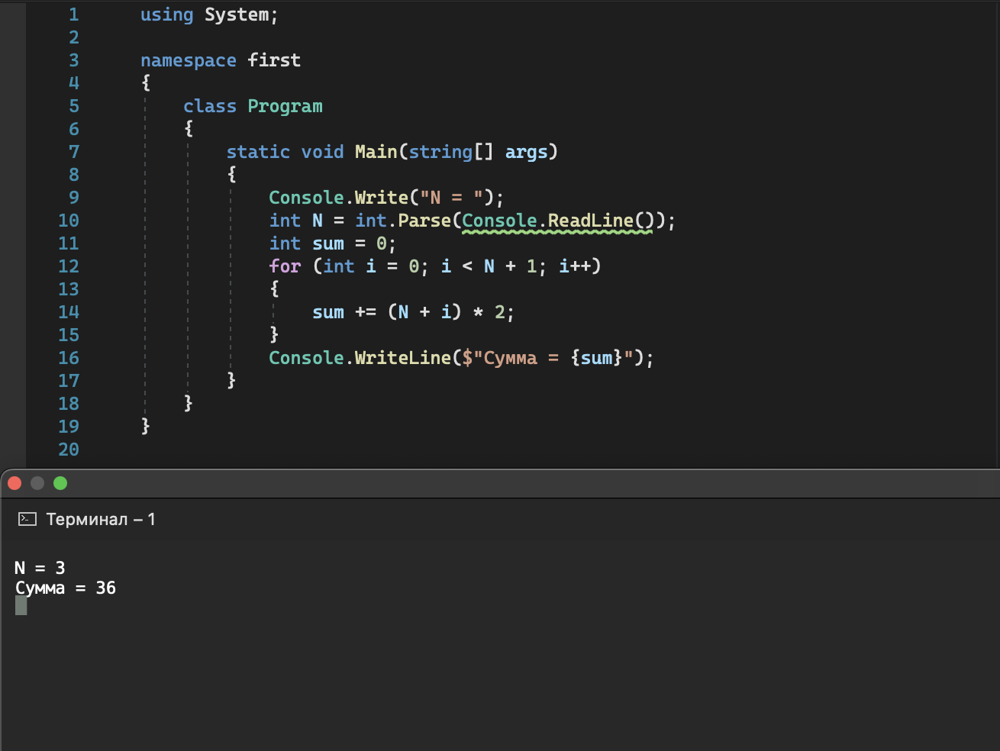 1 using System;
2
3 namespace first
4 {
5 class Program
6 {
7 static void Main(string[] args)
8 {
9 Console.Write("N = ");
10 int N = int.Parse(Console.ReadLine());
11 int sum = 0;
12 for (int i = 0; i < N + 1; i++)
13 {
14 sum += (N + i) * 2;
15 }
16 Console.WriteLine($"Сумма = {sum}");
17 }
18 }
19 }
20
Терминал – 1
N = 3
Сумма = 36